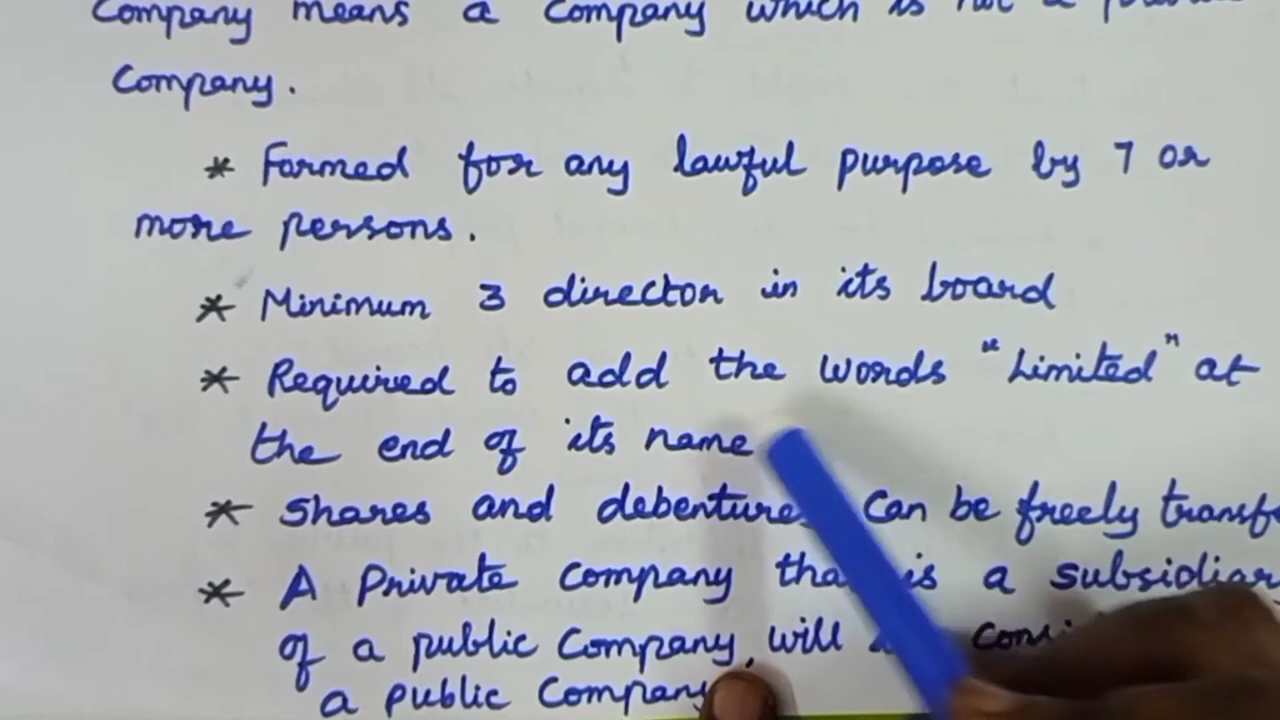 Company means a Company which is not a
Company.
* Formed for any lawful purpose by 7 or
more persons.
* Minimum 3 director in its board
* Required to add the words "Limited" at
the end of its name
* Shares and debentures can be freely
* A Private Company that is a
of a public Company, will
a public Company